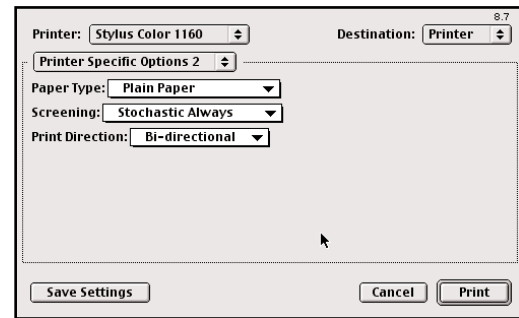 8.7
Printer: Stylus Color 1160 Destination: Printer
Printer Specific Options 2
Paper Type: Plain Paper
Screening: Stochastic Always
Print Direction: Bi-directional
Save Settings Cancel Print